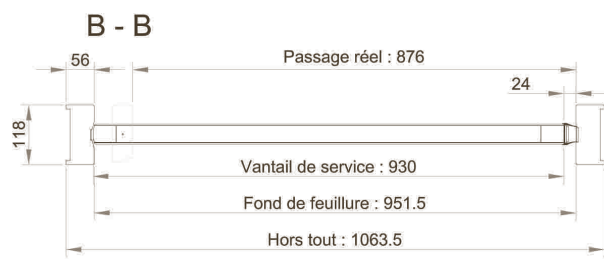 B - B
56
Passage réel : 876
24
118
Vantail de service : 930
Fond de feuillure : 951.5
Hors tout : 1063.5